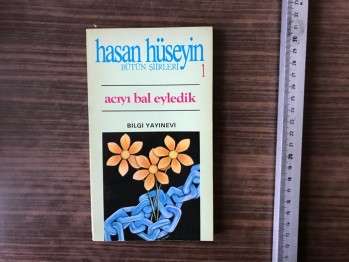 hasan hüseyin
BÜTÜN ŞİİRLERİ 1
acıyı bal eyledik
BİLGİ YAYINEVİ